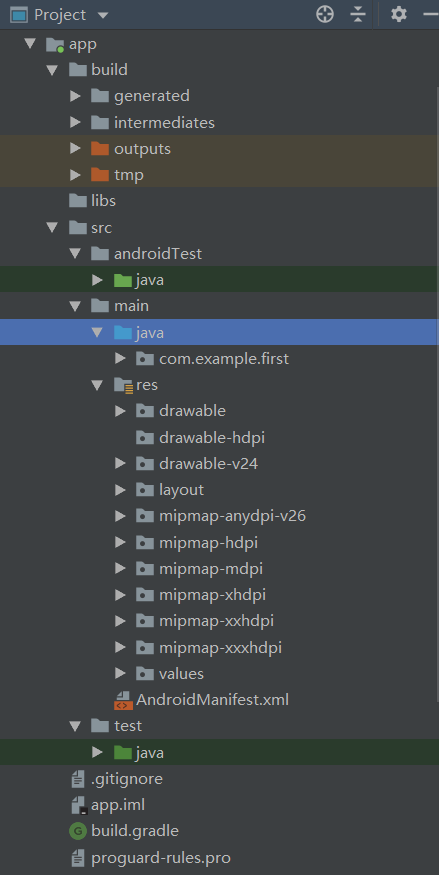 Project
app
build
generated
intermediates
outputs
tmp
libs
src
androidTest
java
main
java
com.example.first
res
drawable
drawable-hdpi
drawable-v24
layout
mipmap-anydpi-v26
mipmap-hdpi
mipmap-mdpi
mipmap-xhdpi
mipmap-xxhdpi
mipmap-xxxhdpi
values
AndroidManifest.xml
test
java
.gitignore
app.iml
G build.gradle
proguard-rules.pro